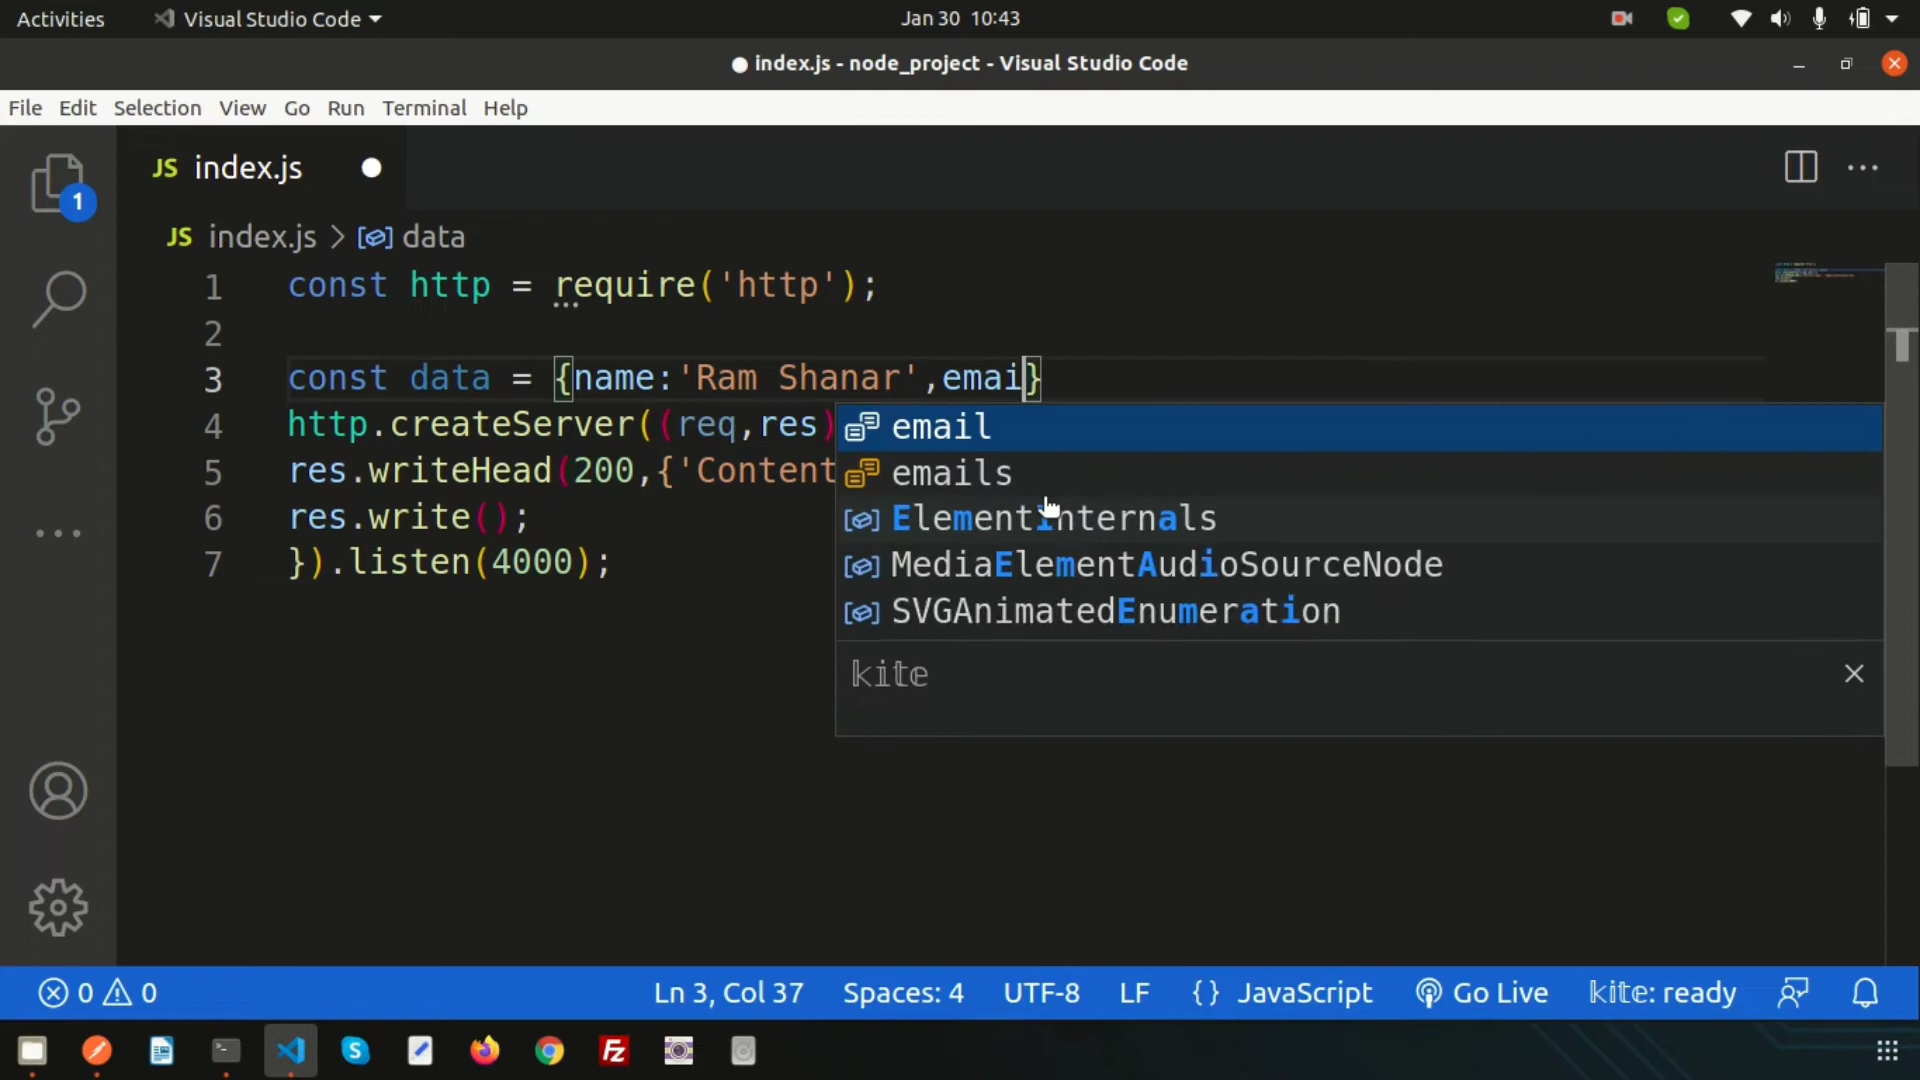 Activities Visual Studio Code Jan 30 10:43
index.js - node_project - Visual Studio Code
File Edit Selection View Go Run Terminal Help
JS index.js
1
JS index.js > data
1 const http = require('http');
2
3 const data = {name:'Ram Shanar',emai}
4 http.createServer((req,res)
5 res.writeHead(200,{'Content
6 res.write();
7 }).listen(4000);
email
emails
ElementInternals
MediaElementAudioSourceNode
SVGAnimatedEnumeration
kite
0 0 Ln 3, Col 37 Spaces: 4 UTF-8 LF {} JavaScript Go Live kite: ready